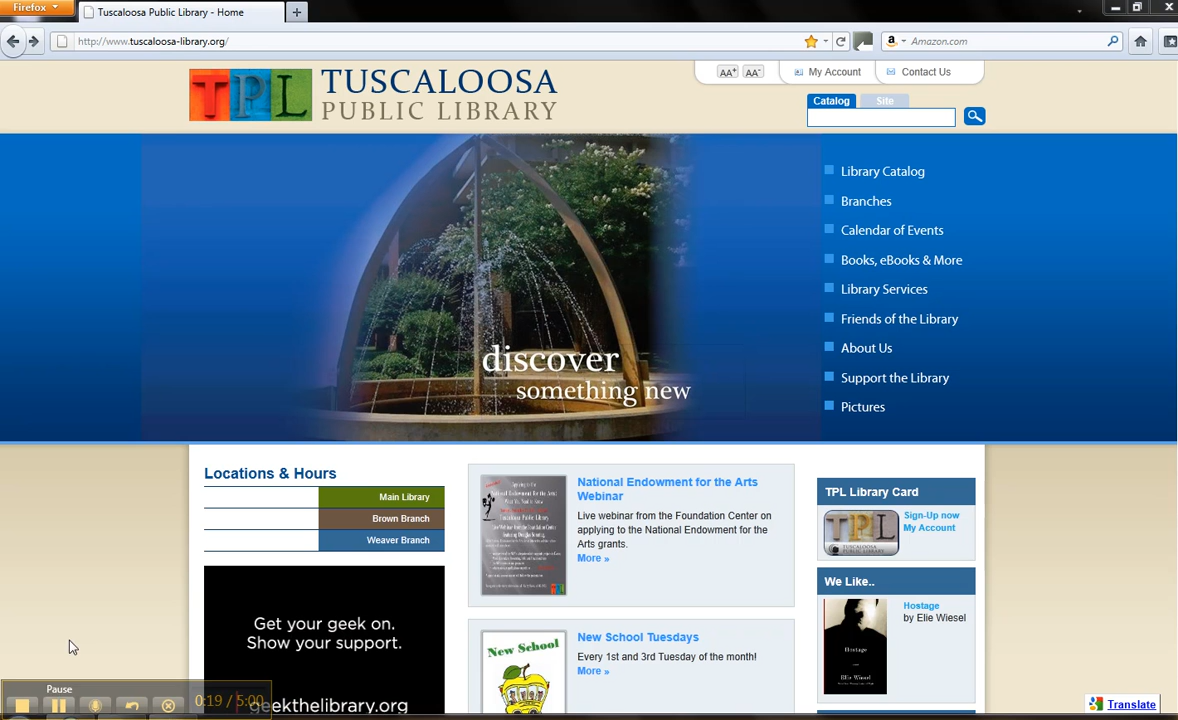 Firefox
Tuscaloosa Public Library - Home
http://www.tuscaloosa-library.org/
Amazon.com
TPL
TUSCALOOSA
PUBLIC LIBRARY
AA+
AA-
My Account
Contact Us
Catalog
Site
Library Catalog
Branches
Calendar of Events
Books, eBooks & More
Library Services
Friends of the Library
About Us
Support the Library
Pictures
discover
something new
Locations & Hours
Main Library
Brown Branch
Weaver Branch
Get your geek on.
Show your support.
geekthelibrary.org
National Endowment for the Arts
Webinar
Live webinar from the Foundation Center on
applying to the National Endowment for the
Arts grants.
More »
New School
New School Tuesdays
Every 1st and 3rd Tuesday of the month!
More »
TPL Library Card
TPL
TUSCALOOSA
Sign-Up now
My Account
We Like..
Hostage
Elie Wiesel
Hostage
by Elie Wiesel
Pause
0:19 / 5:00
Translate